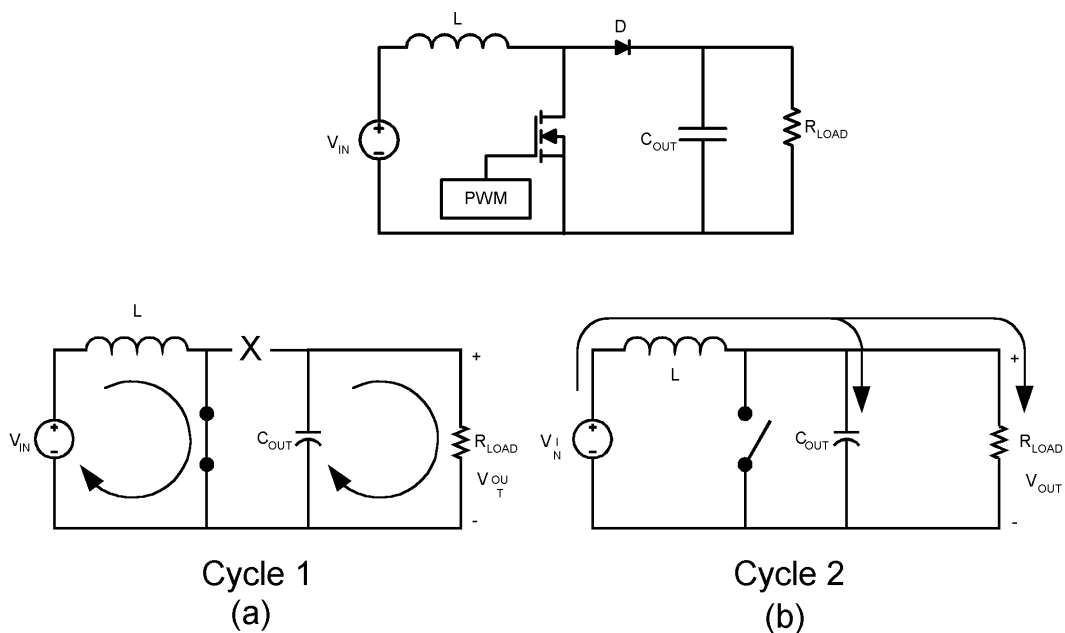 L
D
+
V_IN
-
PWM
C_OUT
R_LOAD
L
X
+
V_IN
+
-
C_OUT
R_LOAD
V_OUT
-
Cycle 1
(a)
L
+
V_IN
+
-
C_OUT
R_LOAD
V_OUT
-
Cycle 2
(b)